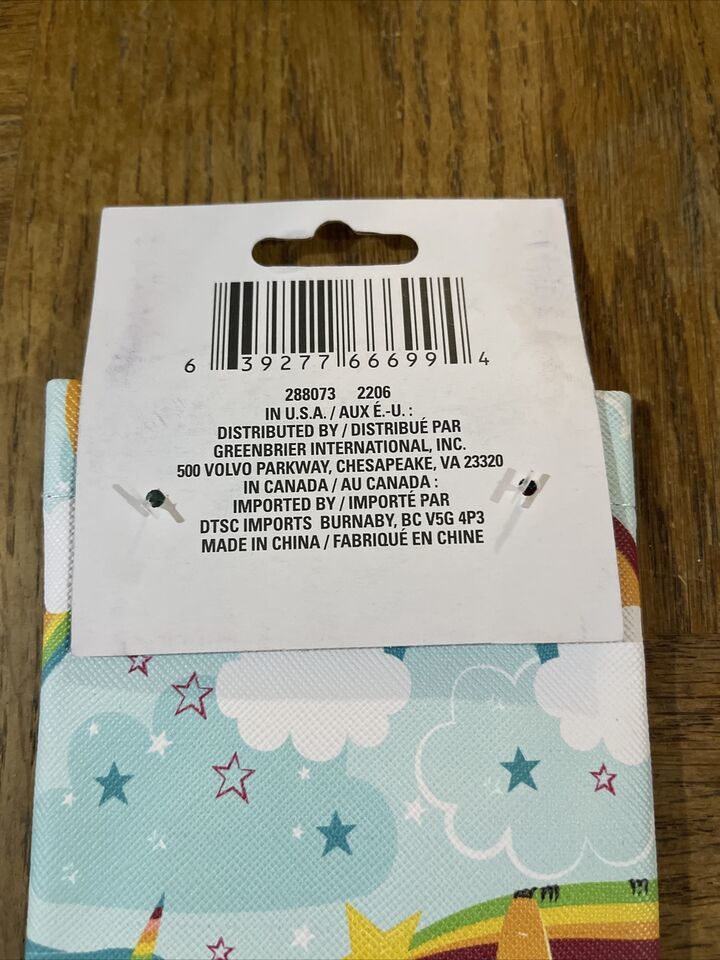 6 39277 66699 4
288073 2206
IN U.S.A. / AUX É.-U. :
DISTRIBUTED BY / DISTRIBUÉ PAR
GREENBRIER INTERNATIONAL, INC.
500 VOLVO PARKWAY, CHESAPEAKE, VA 23320
IN CANADA / AU CANADA :
IMPORTED BY / IMPORTÉ PAR
DTSC IMPORTS BURNABY, BC V5G 4P3
MADE IN CHINA / FABRIQUÉ EN CHINE